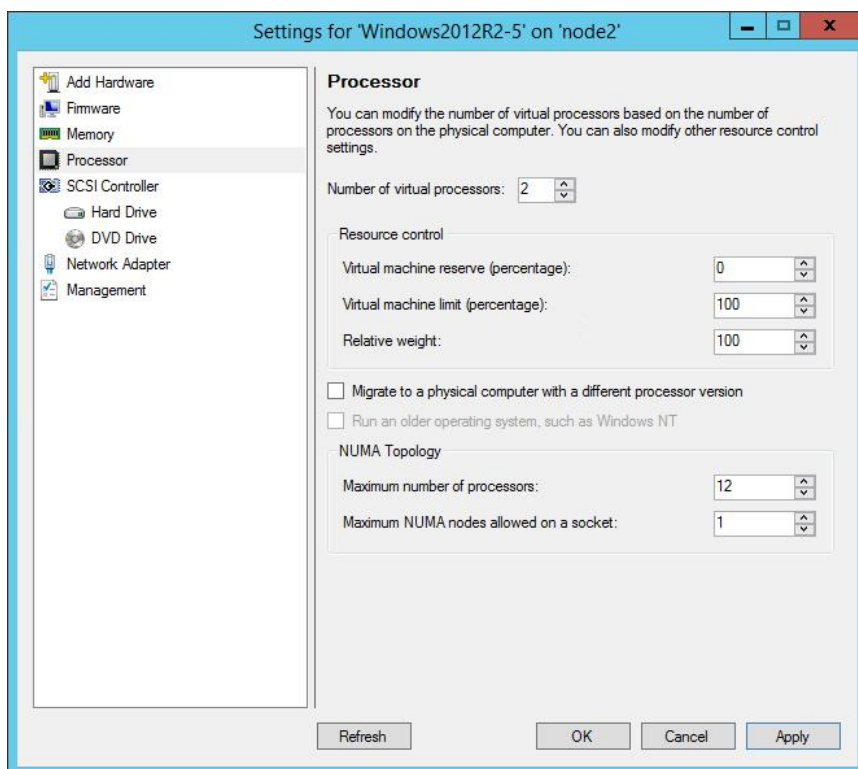 Settings for 'Windows2012R2-5' on 'node2'
Add Hardware
Firmware
Memory
Processor
SCSI Controller
Hard Drive
DVD Drive
Network Adapter
Management
Processor
You can modify the number of virtual processors based on the number of
processors on the physical computer. You can also modify other resource control
settings.
Number of virtual processors: 2
Resource control
Virtual machine reserve (percentage): 0
Virtual machine limit (percentage): 100
Relative weight: 100
Migrate to a physical computer with a different processor version
Run an older operating system, such as Windows NT
NUMA Topology
Maximum number of processors: 12
Maximum NUMA nodes allowed on a socket: 1
Refresh OK Cancel Apply